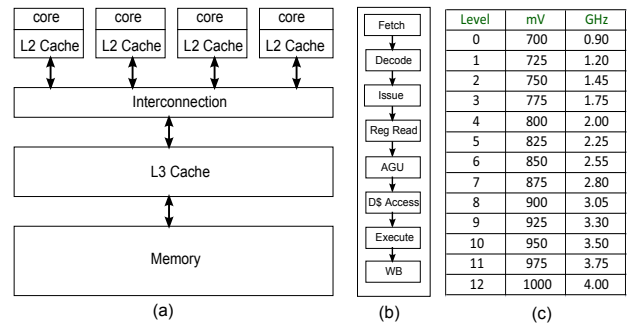 core core core core
L2 Cache L2 Cache L2 Cache L2 Cache
Interconnection
L3 Cache
Memory
(a)
Fetch
Decode
Issue
Reg Read
AGU
D$ Access
Execute
WB
(b)
Level mV GHz
0 700 0.90
1 725 1.20
2 750 1.45
3 775 1.75
4 800 2.00
5 825 2.25
6 850 2.55
7 875 2.80
8 900 3.05
9 925 3.30
10 950 3.50
11 975 3.75
12 1000 4.00
(c)